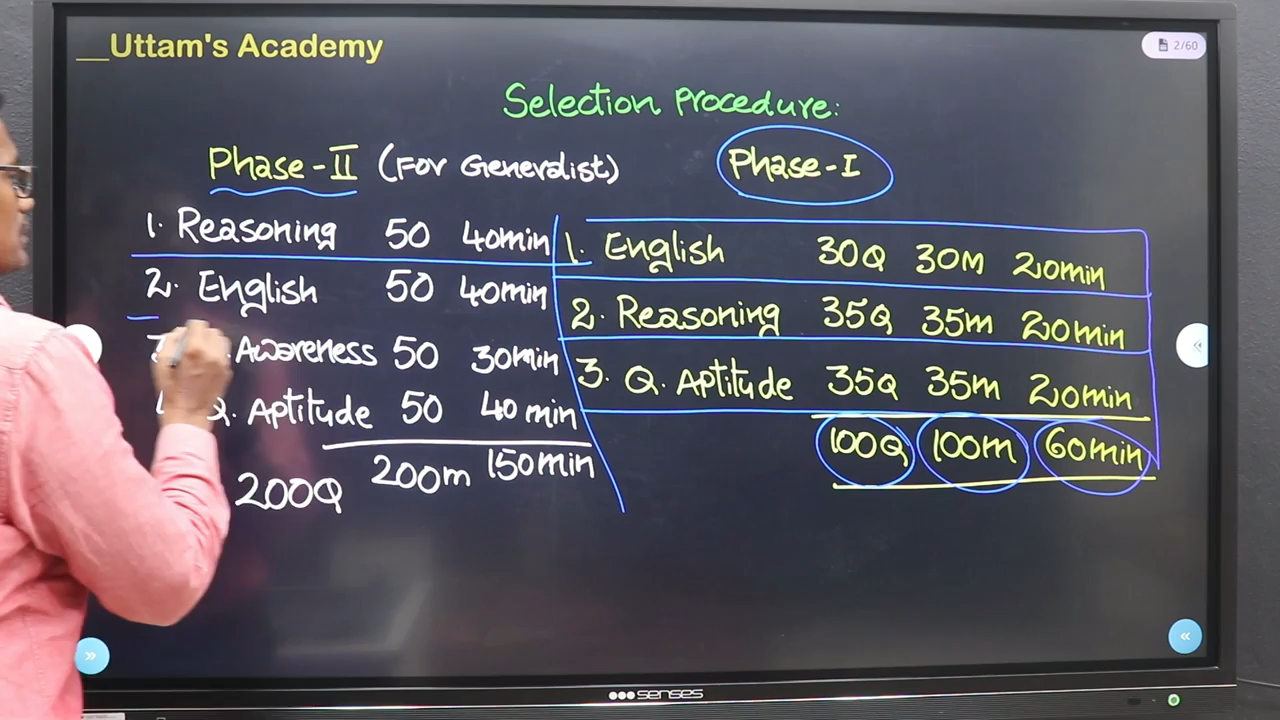 __Uttam's Academy
2/60
Selection Procedure:
Phase-II (For Generalist)
1. Reasoning 50 40min
2. English 50 40min
Awareness 50 30min
Q. Aptitude 50 40 min
200Q 200m 150min
Phase-I
1. English 30Q 30M 20min
2. Reasoning 35Q 35m 20min
3. Q. Aptitude 35Q 35m 20min
100Q 100m 60min
senses